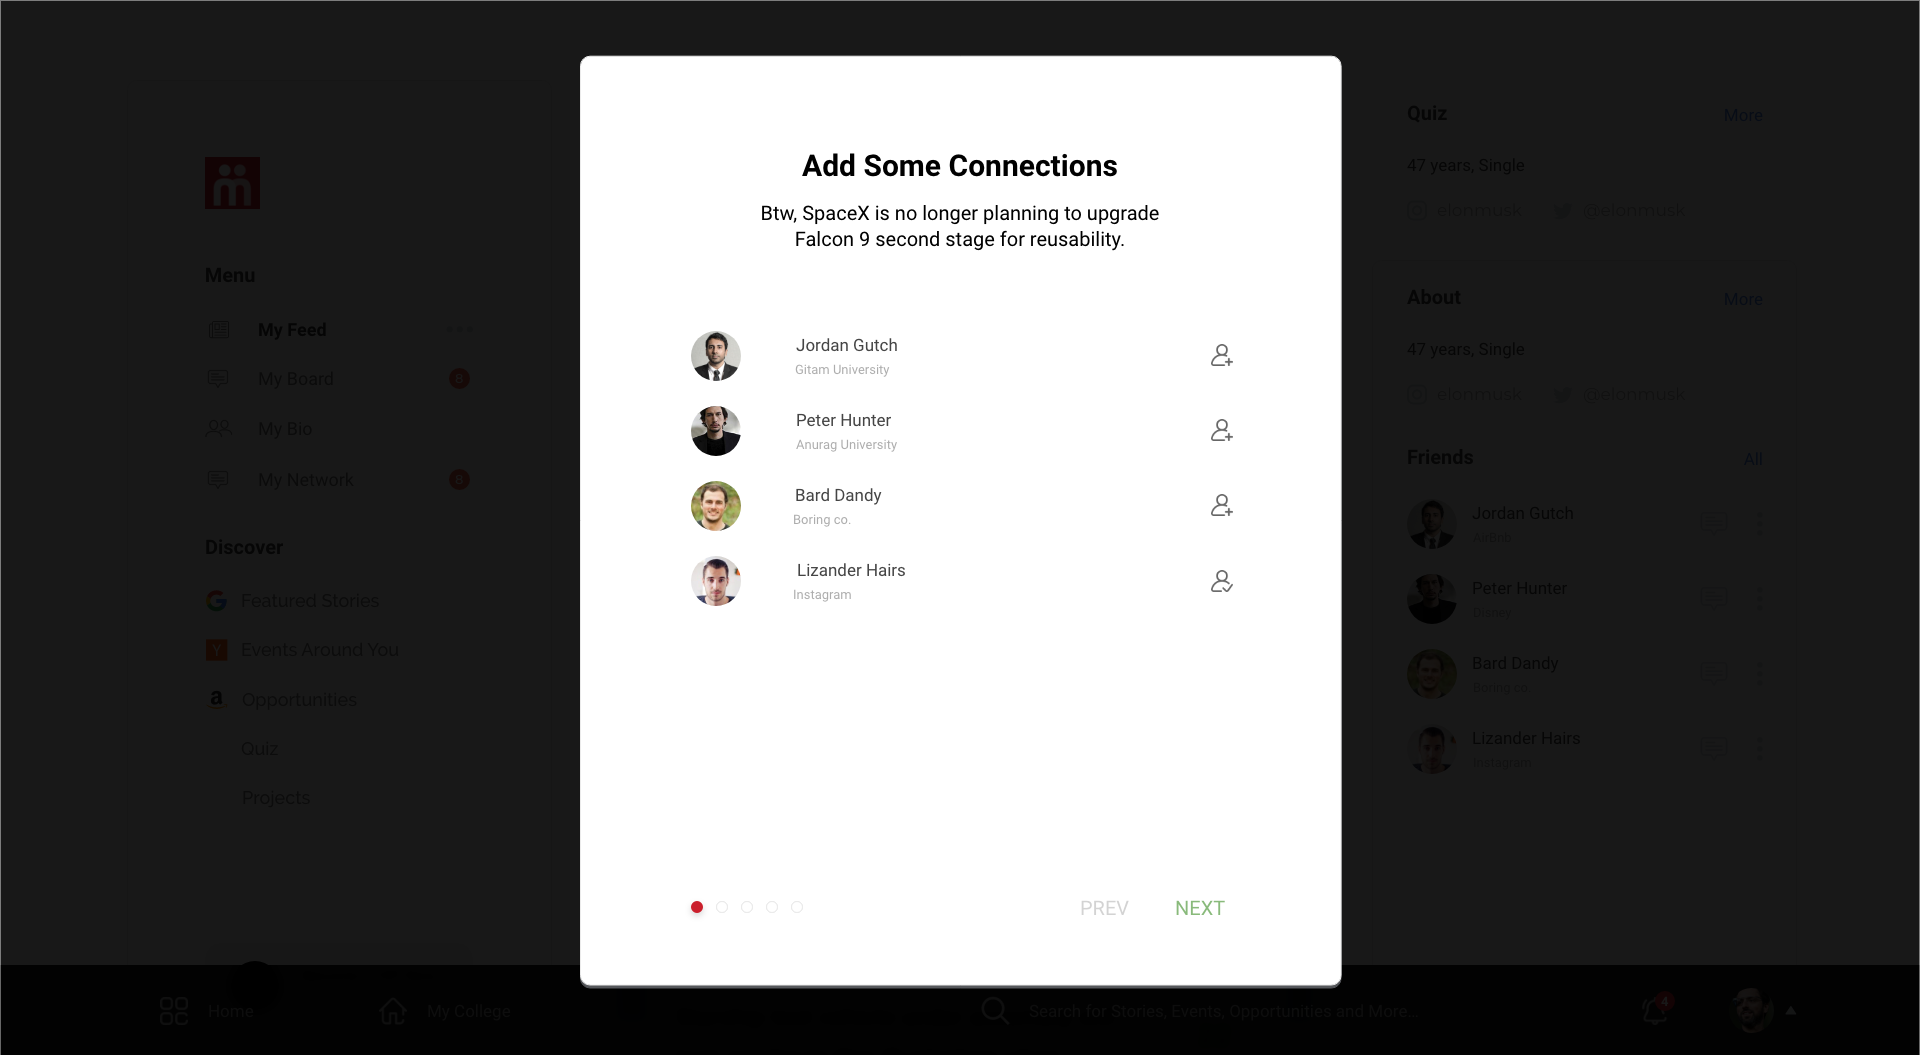 Menu
My Feed
My Board
8
My Bio
My Network
8
Discover
Featured Stories
Events Around You
Opportunities
Quiz
Projects
Add Some Connections
Btw, SpaceX is no longer planning to upgrade
Falcon 9 second stage for reusability.
Jordan Gutch
Gitam University
Peter Hunter
Anurag University
Bard Dandy
Boring co.
Lizander Hairs
Instagram
PREV
NEXT
Quiz
More
47 years, Single
elonmusk
@elonmusk
About
More
47 years, Single
elonmusk
@elonmusk
Friends
All
Jordan Gutch
AirBnb
Peter Hunter
Disney
Bard Dandy
Boring co.
Lizander Hairs
Instagram
Home
My College
Search for Stories, Events, Opportunities and More...
4